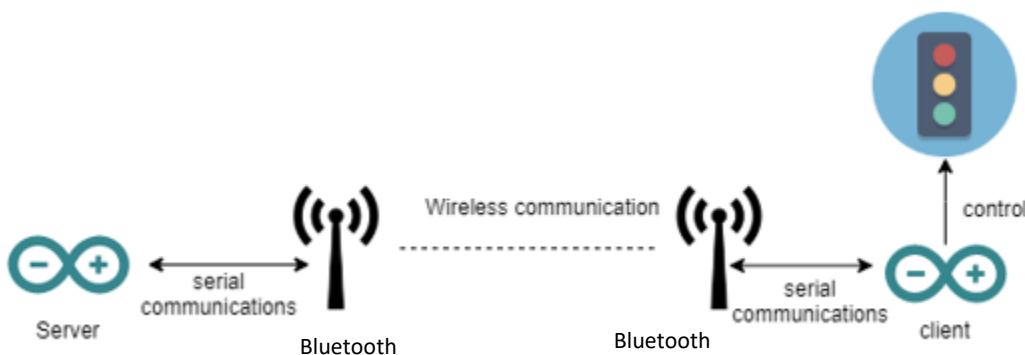 Wireless communication
control
serial
communications
serial
communications
Server
client
Bluetooth
Bluetooth